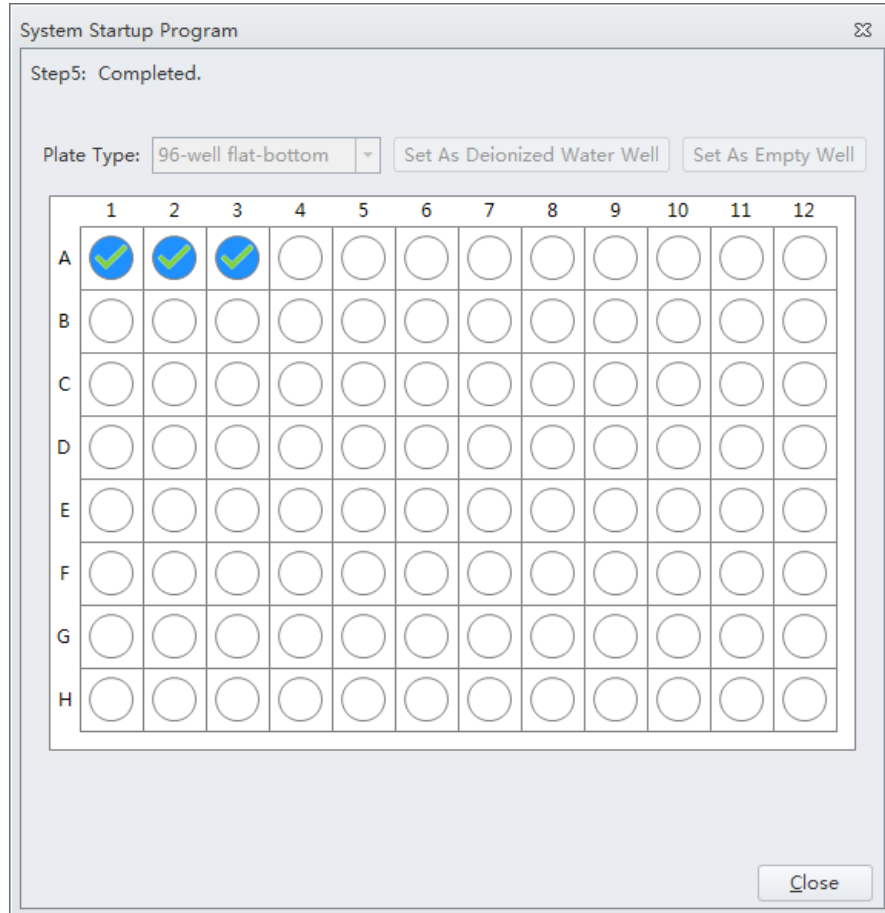 System Startup Program
Step5: Completed.
Plate Type: 96-well flat-bottom Set As Deionized Water Well Set As Empty Well
1 2 3 4 5 6 7 8 9 10 11 12
A
B
C
D
E
F
G
H
Close